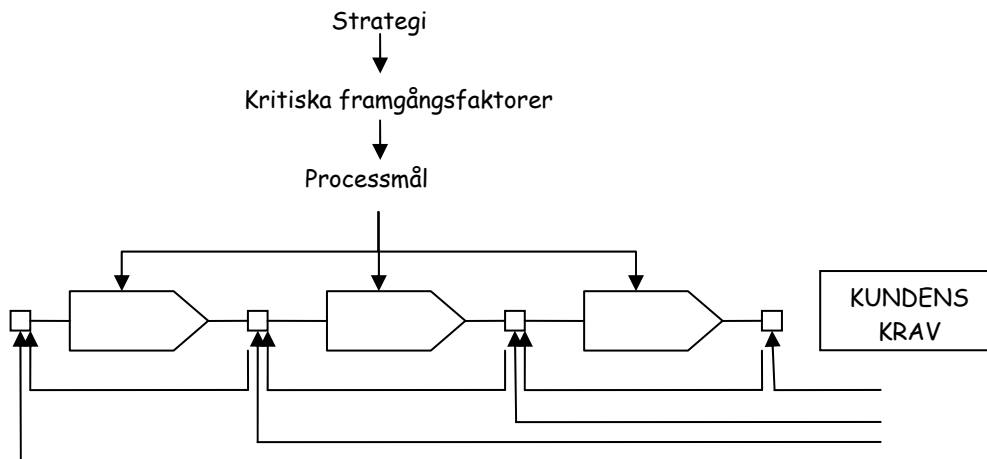 Strategi
Kritiska framgångsfaktorer
Processmål
KUNDENS
KRAV